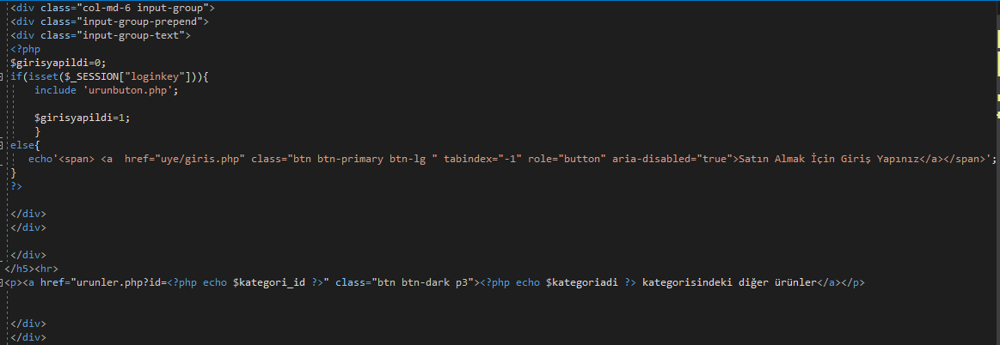 <div class="col-md-6 input-group">
<div class="input-group-prepend">
<div class="input-group-text">
<?php
$girisyapildi=0;
if(isset($_SESSION["loginkey"])){
include 'urunbuton.php';
$girisyapildi=1;
}
else{
echo'<span> <a  href="uye/giris.php" class="btn btn-primary btn-lg " tabindex="-1" role="button" aria-disabled="true">Satın Almak İçin Giriş Yapınız</a></span>';
}
?>
</div>
</div>
</div>
</h5><hr>
<p><a href="urunler.php?id=<?php echo $kategori_id ?>" class="btn btn-dark p3"><?php echo $kategoriadi ?> kategorisindeki diğer ürünler</a></p>
</div>
</div>